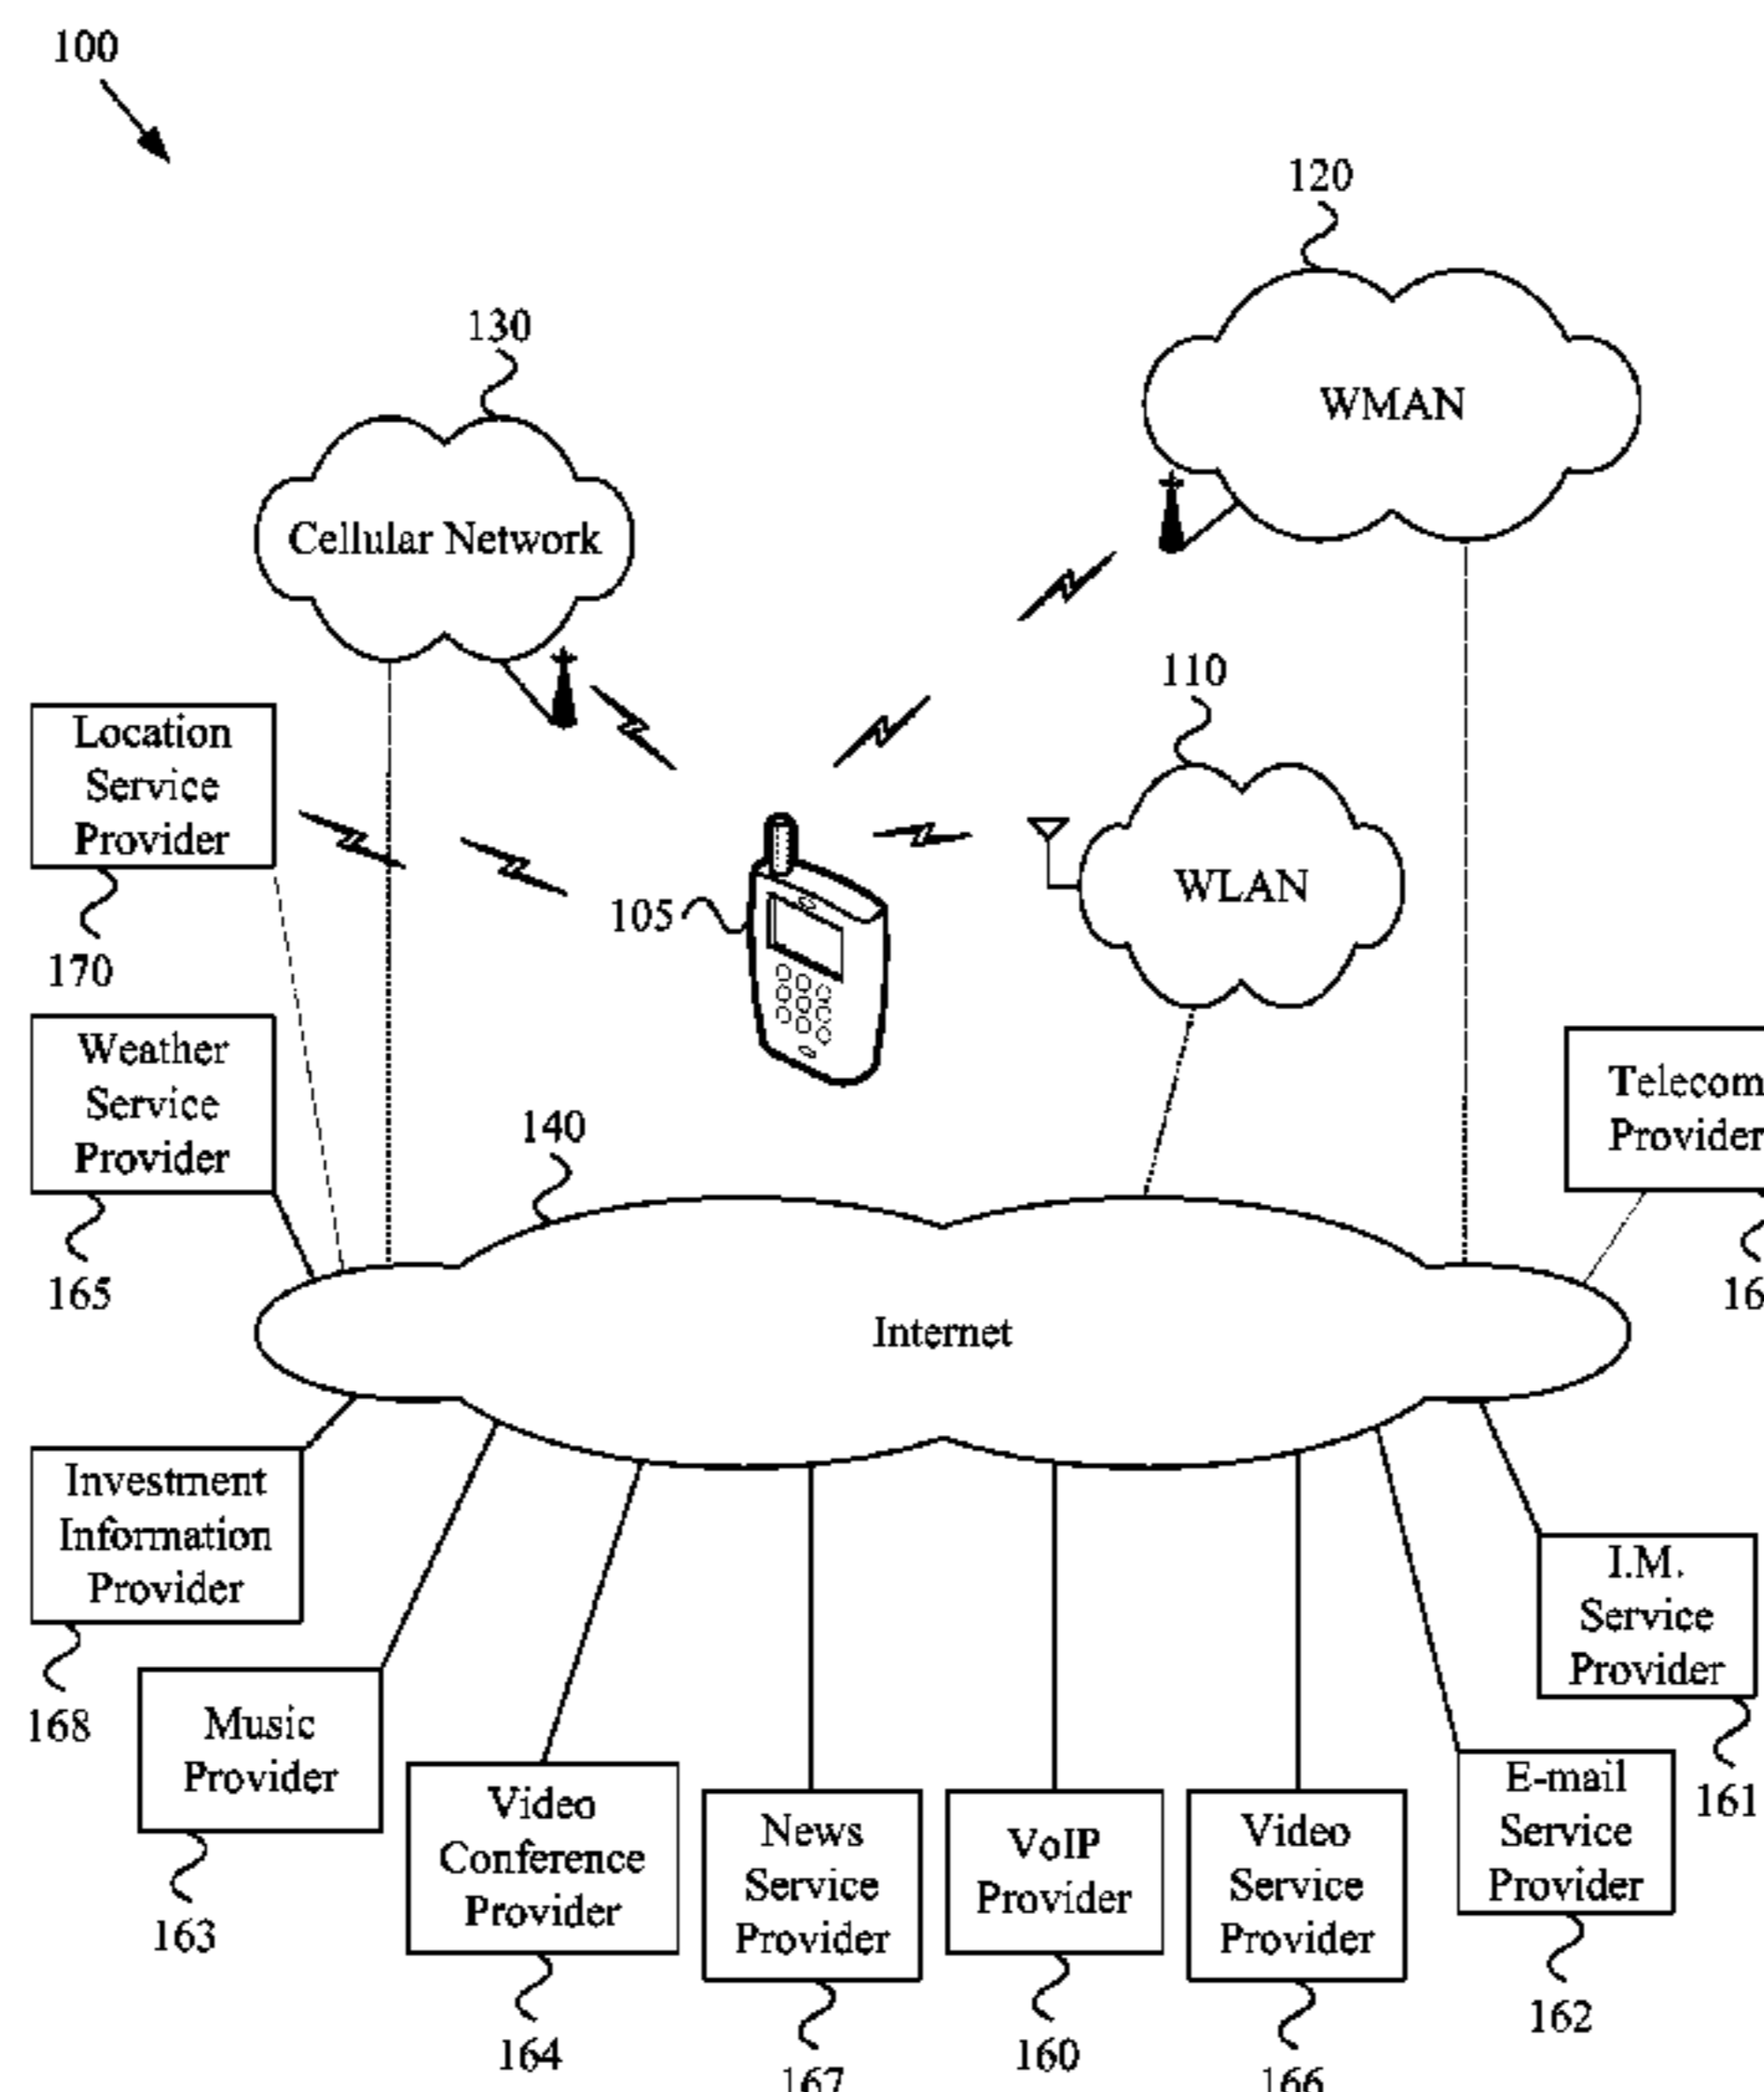 100
120
130
WMAN
Cellular Network
110
Location
Service
Provider
WLAN
105
170
Weather
Service
Provider
Telecom
Provider
140
165
Internet
Investment
Information
Provider
I.M.
Service
Provider
168
Music
Provider
Video
Conference
Provider
News
Service
Provider
VoIP
Provider
Video
Service
Provider
E-mail
Service
Provider
161
163
162
164
167
160
166